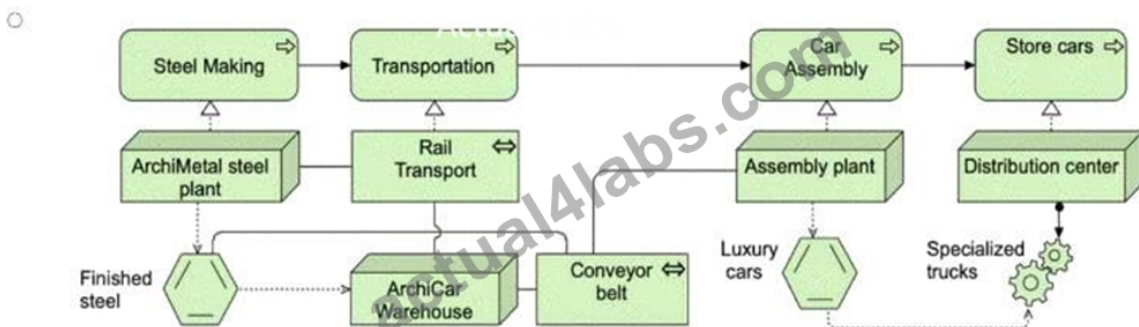 Steel Making
Transportation
Car
Assembly
Store cars
ArchiMetal steel
plant
Rail
Transport
Assembly plant
Distribution center
Finished
steel
ArchiCar
Warehouse
Conveyor
belt
Luxury
cars
Specialized
trucks
actual4labs.com